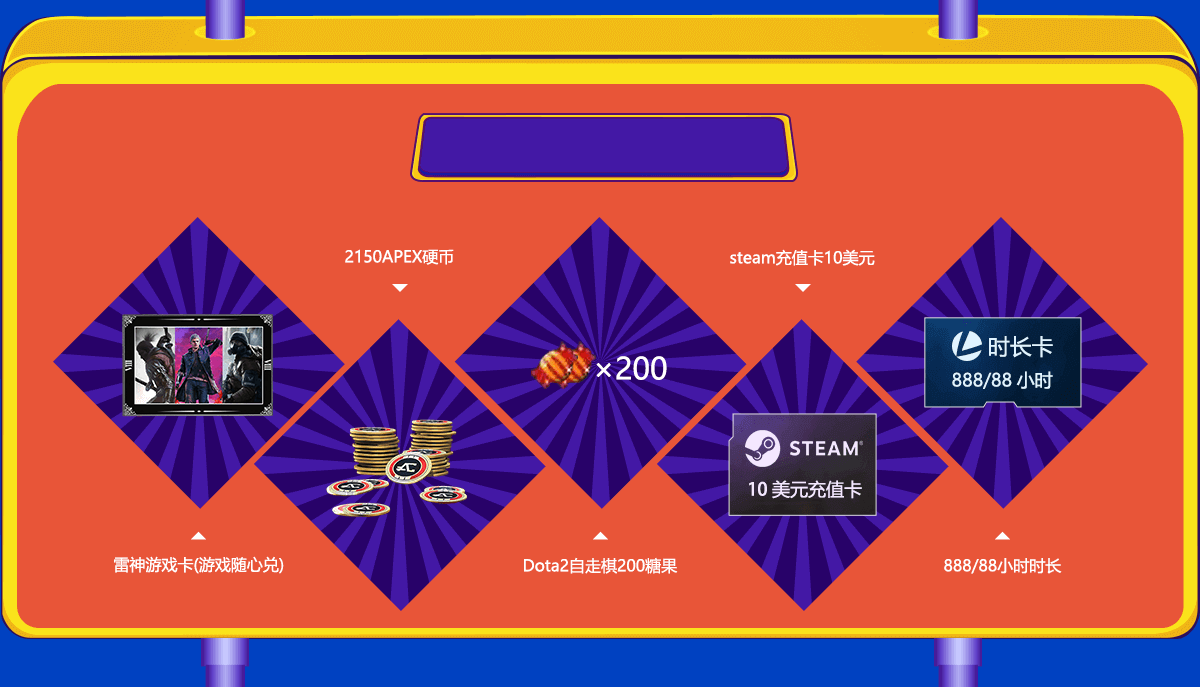 2150APEX硬币
steam充值卡10美元
时长卡
888/88 小时
×200
STEAM®
10 美元充值卡
雷神游戏卡(游戏随心兑)
Dota2自走棋200糖果
888/88小时时长